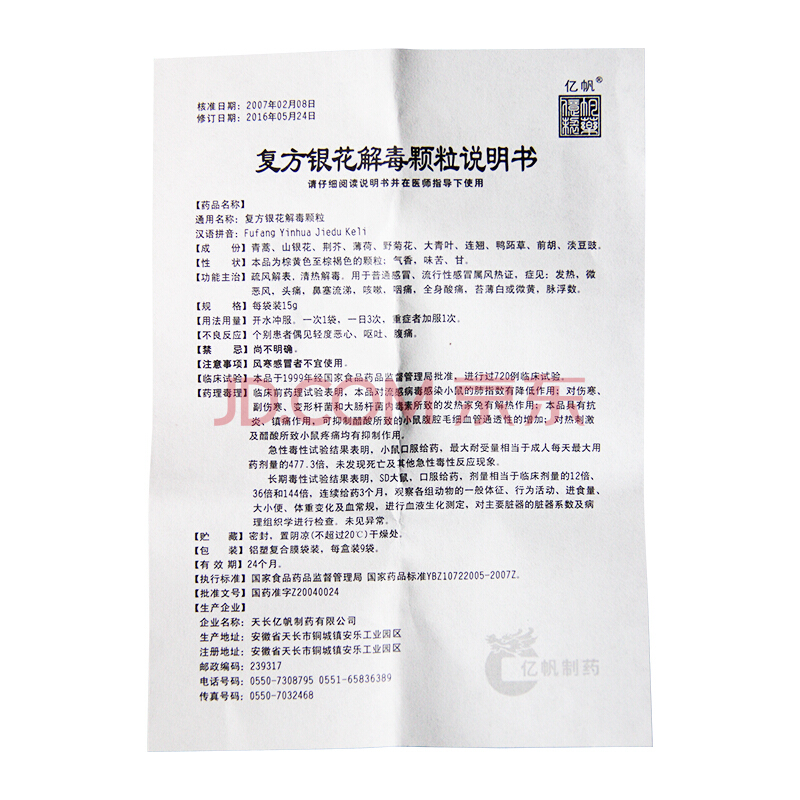 核准日期：2007年02月08日
修订日期：2016年05月24日
亿帆®
复方银花解毒颗粒说明书
请仔细阅读说明书并在医师指导下使用
【药品名称】
通用名称：复方银花解毒颗粒
汉语拼音：Fufang Yinhua Jiedu Keli
【成　　份】青蒿、山银花、荆芥、薄荷、野菊花、大青叶、连翘、鸭跖草、前胡、淡豆豉。
【性　　状】本品为棕黄色至棕褐色的颗粒；气香，味苦、甘。
【功能主治】疏风解表，清热解毒。用于普通感冒、流行性感冒属风热证，症见：发热，微
恶风，头痛，鼻塞流涕，咳嗽，咽痛，全身酸痛，苔薄白或微黄，脉浮数。
【规　　格】每袋装15g
【用法用量】开水冲服。一次1袋，一日3次，重症者加服1次。
【不良反应】个别患者偶见轻度恶心、呕吐、腹痛。
【禁　　忌】尚不明确。
【注意事项】风寒感冒者不宜使用。
【临床试验】本品于1999年经国家食品药品监督管理局批准，进行过720例临床试验。
【药理毒理】临床前药理试验表明，本品对流感病毒感染小鼠的肺指数有降低作用；对伤寒、
副伤寒、变形杆菌和大肠杆菌内毒素所致的发热家兔有解热作用；本品具有抗
炎、镇痛作用，可抑制醋酸所致的小鼠腹腔毛细血管通透性的增加；对热刺激
及醋酸所致小鼠疼痛均有抑制作用。
急性毒性试验结果表明，小鼠口服给药，最大耐受量相当于成人每天最大用
药剂量的477.3倍，未发现死亡及其他急性毒性反应现象。
长期毒性试验结果表明，SD大鼠，口服给药，剂量相当于临床剂量的12倍、
36倍和144倍，连续给药3个月，观察各组动物的一般体征、行为活动、进食量、
大小便、体重变化及血常规，进行血液生化测定，对主要脏器的脏器系数及病
理组织学进行检查，未见异常。
【贮　　藏】密封，置阴凉(不超过20℃)干燥处。
【包　　装】铝塑复合膜袋装，每盒装9袋。
【有 效 期】24个月。
【执行标准】国家食品药品监督管理局 国家药品标准YBZ10722005-2007Z。
【批准文号】国药准字Z20040024
【生产企业】
企业名称：天长亿帆制药有限公司
生产地址：安徽省天长市铜城镇安乐工业园区
注册地址：安徽省天长市铜城镇安乐工业园区
邮政编码：239317
电话号码：0550-7308795 0551-65836389
传真号码：0550-7032468
亿帆制药
JD.COM 京东